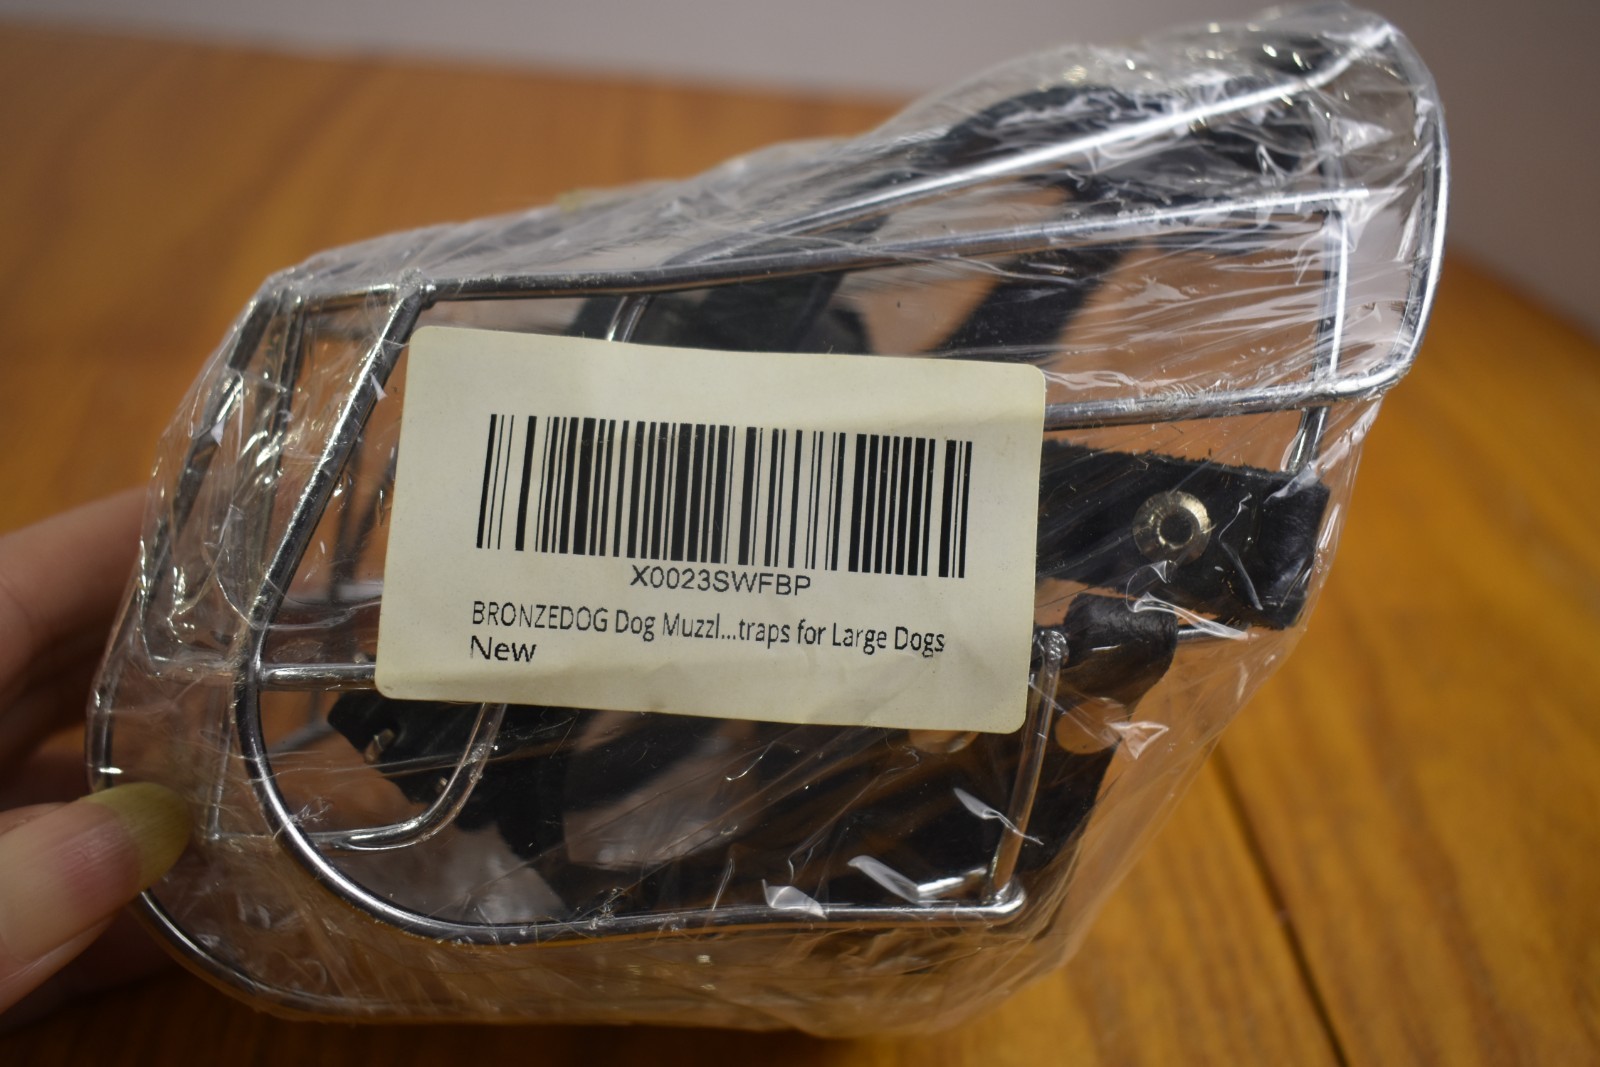 X0023SWFBP
BRONZEDOG Dog Muzzl...traps for Large Dogs
New